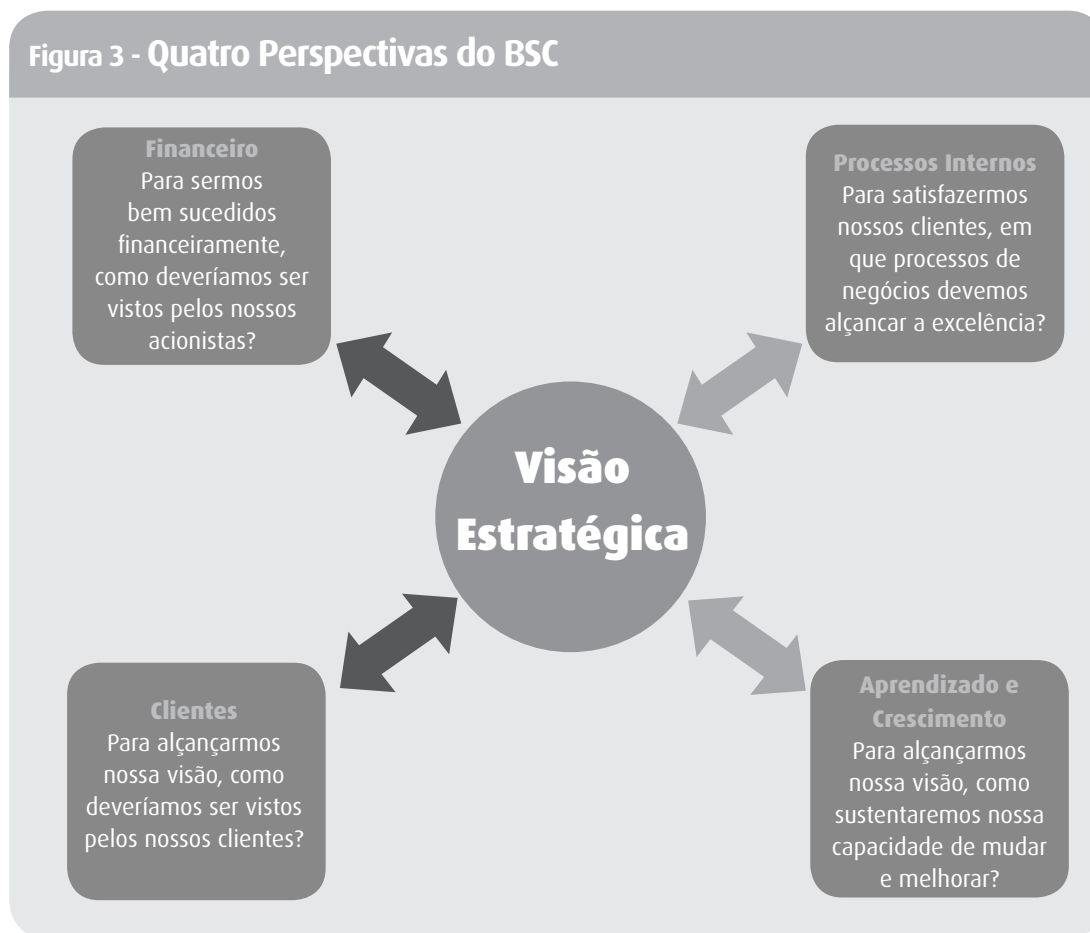 Figura 3 - Quatro Perspectivas do BSC
Financeiro
Para sermos
bem sucedidos
financeiramente,
como deveríamos ser
vistos pelos nossos
acionistas?
Processos Internos
Para satisfazermos
nossos clientes, em
que processos de
negócios devemos
alçancar a excelência?
Visão
Estratégica
Clientes
Para alçançarmos
nossa visão, como
deveríamos ser vistos
pelos nossos clientes?
Aprendizado e
Crescimento
Para alçançarmos
nossa visão, como
sustentaremos nossa
capacidade de mudar
e melhorar?